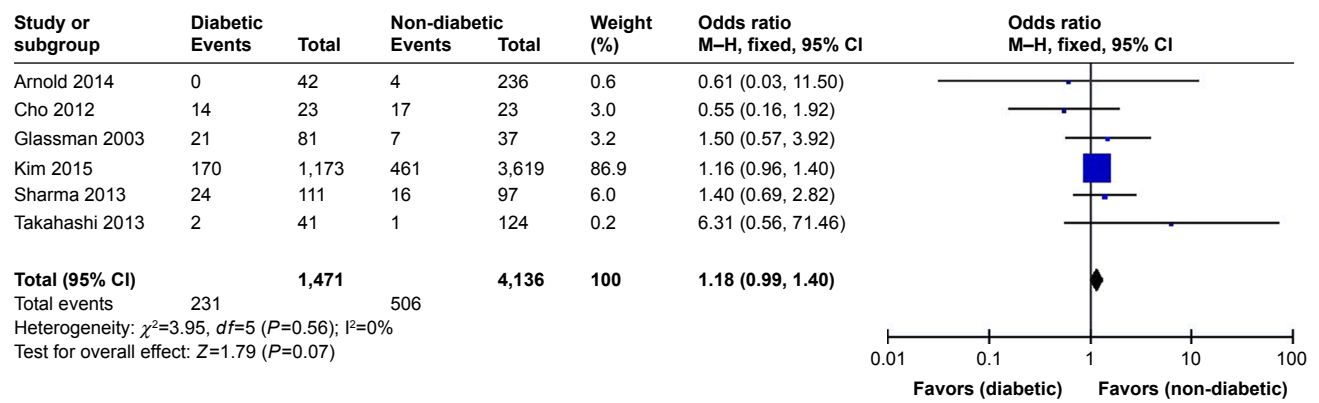 Study or subgroup Diabetic Events Total Non-diabetic Events Total Weight (%) Odds ratio M–H, fixed, 95% CI Odds ratio M–H, fixed, 95% CI
Arnold 2014 0 42 4 236 0.6 0.61 (0.03, 11.50)
Cho 2012 14 23 17 23 3.0 0.55 (0.16, 1.92)
Glassman 2003 21 81 7 37 3.2 1.50 (0.57, 3.92)
Kim 2015 170 1,173 461 3,619 86.9 1.16 (0.96, 1.40)
Sharma 2013 24 111 16 97 6.0 1.40 (0.69, 2.82)
Takahashi 2013 2 41 1 124 0.2 6.31 (0.56, 71.46)
Total (95% CI) 1,471 4,136 100 1.18 (0.99, 1.40)
Total events 231 506
Heterogeneity: χ²=3.95, df=5 (P=0.56); I²=0%
Test for overall effect: Z=1.79 (P=0.07)
0.01 0.1 1 10 100
Favors (diabetic) Favors (non-diabetic)